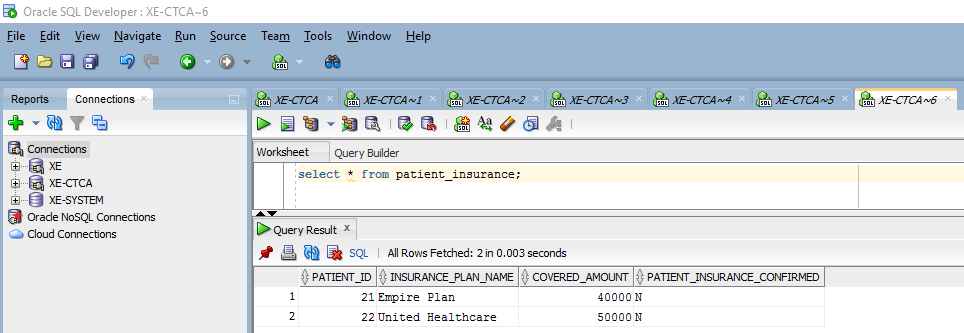 Oracle SQL Developer : XE-CTCA~6
File Edit View Navigate Run Source Team Tools Window Help
Reports Connections
XE-CTCA XE-CTCA~1 XE-CTCA~2 XE-CTCA~3 XE-CTCA~4 XE-CTCA~5 XE-CTCA~6
Connections
XE
XE-CTCA
XE-SYSTEM
Oracle NoSQL Connections
Cloud Connections
Worksheet Query Builder
select * from patient_insurance;
Query Result
SQL | All Rows Fetched: 2 in 0.003 seconds
PATIENT_ID INSURANCE_PLAN_NAME COVERED_AMOUNT PATIENT_INSURANCE_CONFIRMED
1 21 Empire Plan 40000 N
2 22 United Healthcare 50000 N